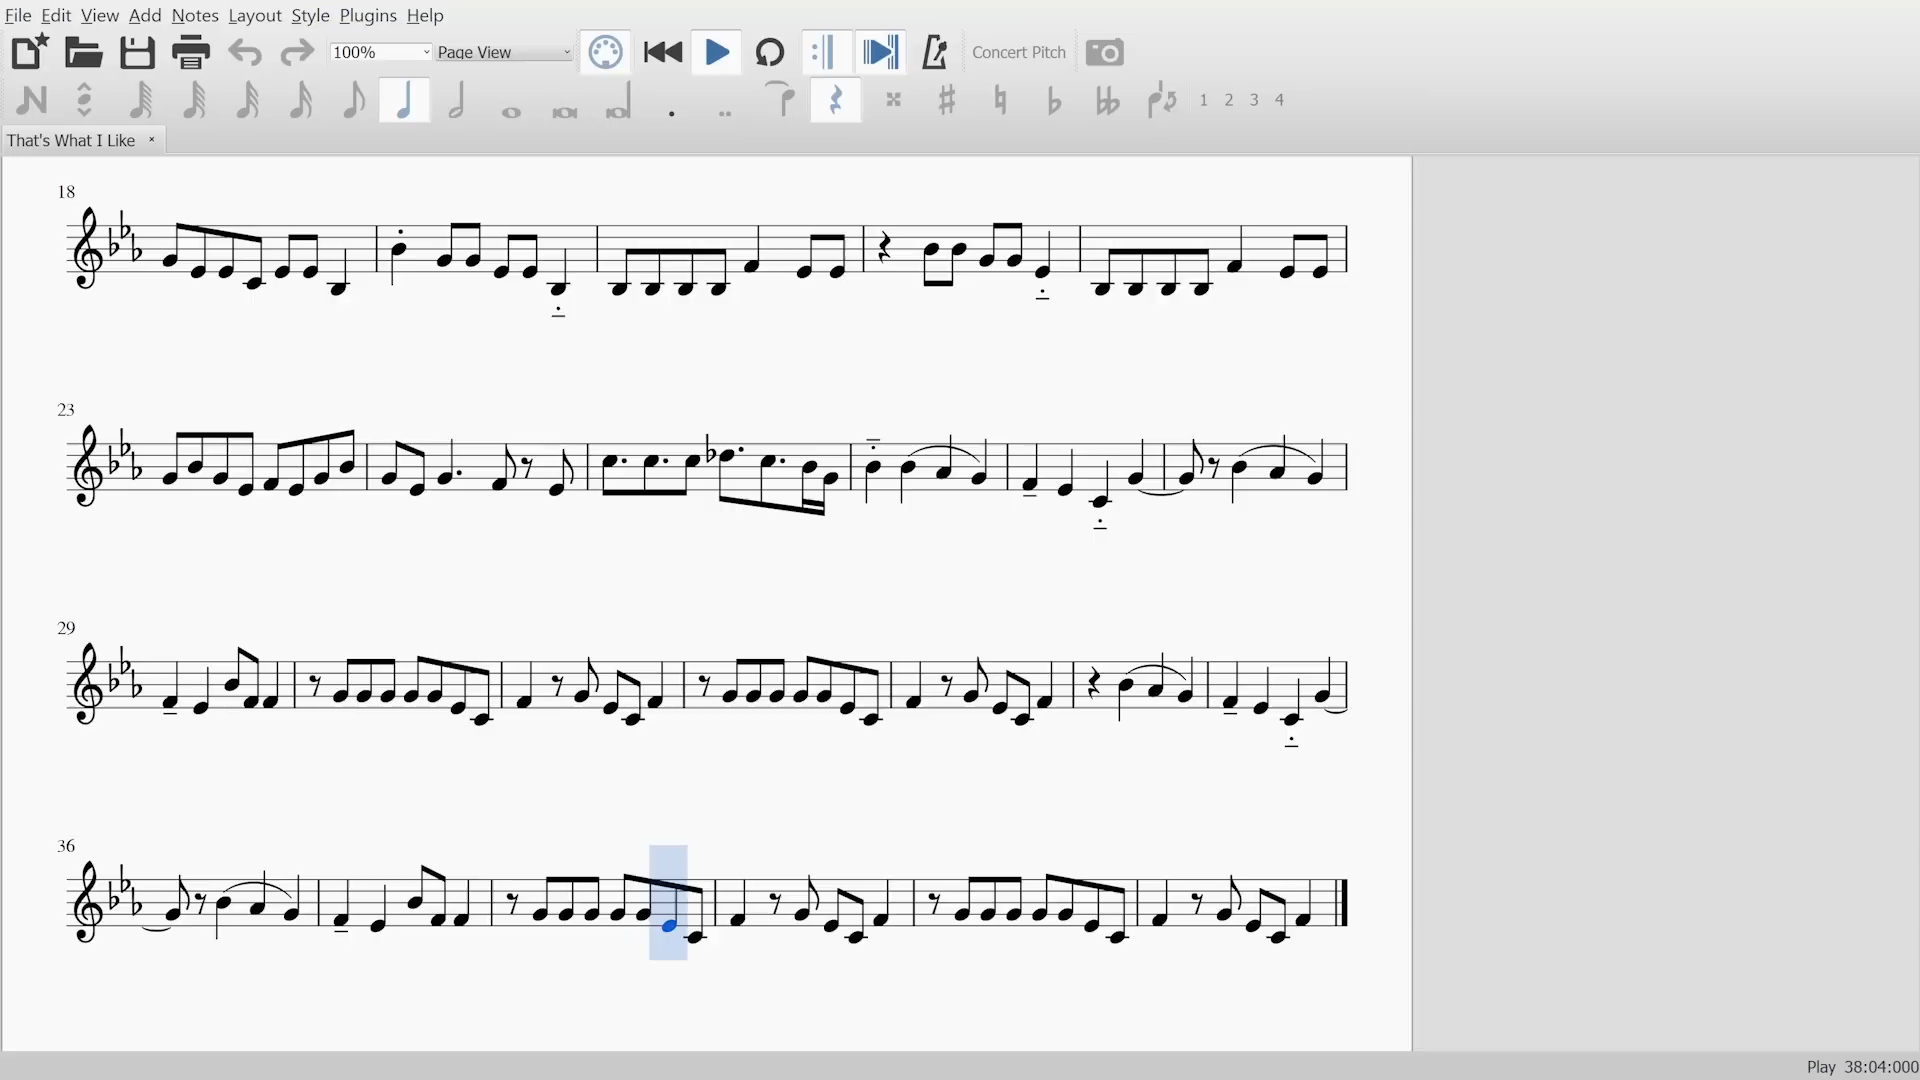 File Edit View Add Notes Layout Style Plugins Help
100% Page View Concert Pitch
1 2 3 4
That's What I Like ×
18
23
29
36
Play 38:04:000